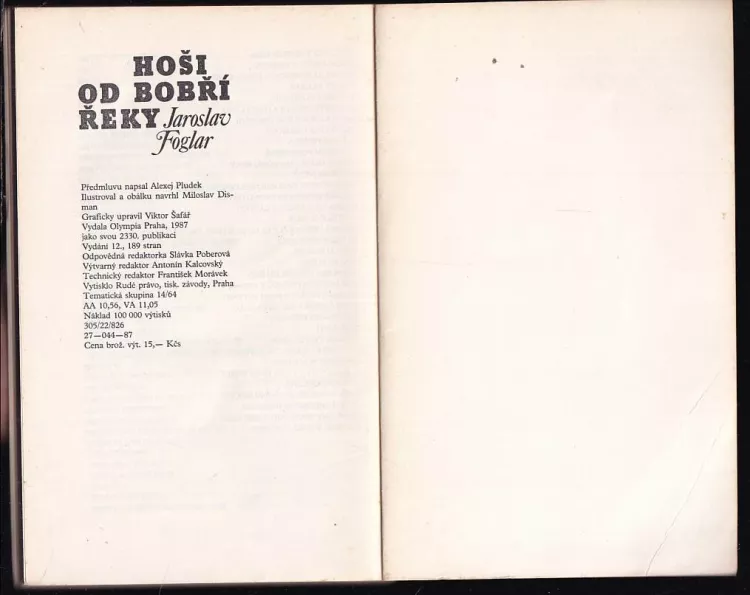 HOŠI
OD BOBŘÍ
ŘEKY Jaroslav
Foglar
Předmluvu napsal Alexej Pludek
Ilustroval a obálku navrhl Miloslav Dis-
man
Graficky upravil Viktor Šafář
Vydala Olympia Praha, 1987
jako svou 2330. publikaci
Vydání 12., 189 stran
Odpovědná redaktorka Slávka Poberová
Výtvarný redaktor Antonín Kalcovský
Technický redaktor František Morávek
Vytisklo Rudé právo, tisk. závody, Praha
Tematická skupina 14/64
AA 10,56, VA 11,05
Náklad 100 000 výtisků
305/22/826
27—044—87
Cena brož. výt. 15,— Kčs